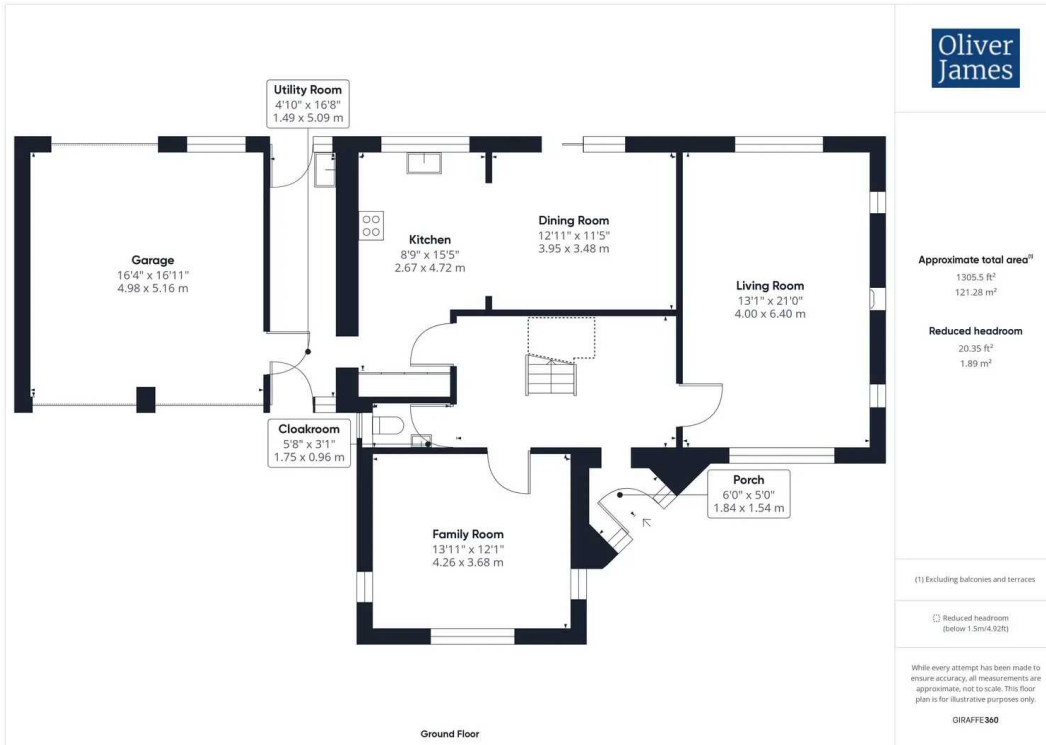 Utility Room
4'10" x 16'8"
1.49 x 5.09 m
Garage
16'4" x 16'11"
4.98 x 5.16 m
Kitchen
8'9" x 15'5"
2.67 x 4.72 m
Dining Room
12'11" x 11'5"
3.95 x 3.48 m
Living Room
13'1" x 21'0"
4.00 x 6.40 m
Cloakroom
5'8" x 3'1"
1.75 x 0.96 m
Porch
6'0" x 5'0"
1.84 x 1.54 m
Family Room
13'11" x 12'1"
4.26 x 3.68 m
Ground Floor
Oliver
James
Approximate total area(1)
1305.5 ft²
121.28 m²
Reduced headroom
20.35 ft²
1.89 m²
(1) Excluding balconies and terraces
Reduced headroom
(below 1.5m/4.92ft)
While every attempt has been made to
ensure accuracy, all measurements are
approximate, not to scale. This floor
plan is for illustrative purposes only.
GIRAFFE360